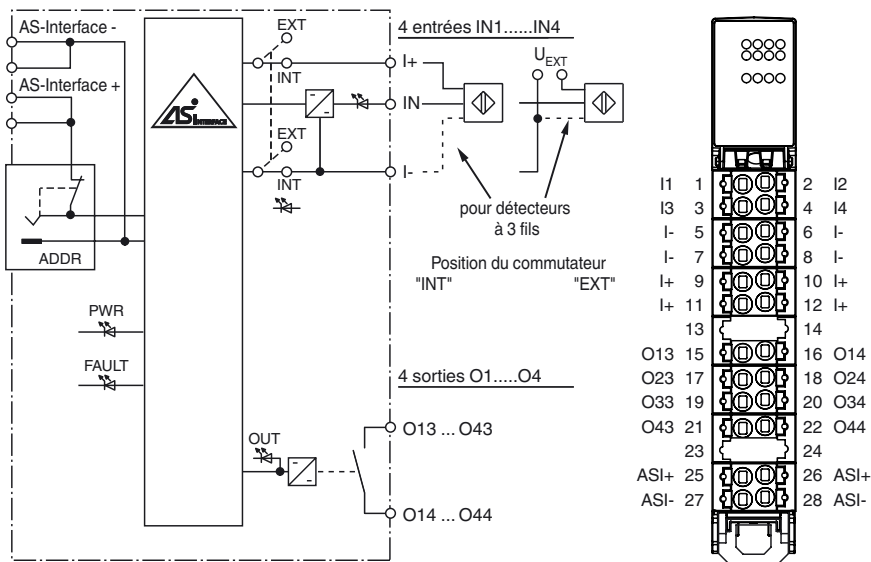 AS-Interface -
AS-Interface +
ADDR
PWR
FAULT
ASi
INTERFACE
EXT
INT
EXT
INT
OUT
4 entrées IN1......IN4
I+
IN
I-
UEXT
pour détecteurs
à 3 fils
Position du commutateur
"INT" "EXT"
4 sorties O1.....O4
O13 ... O43
O14 ... O44
I1 1 2 I2
I3 3 4 I4
I- 5 6 I-
I- 7 8 I-
I+ 9 10 I+
I+ 11 12 I+
13 14
O13 15 16 O14
O23 17 18 O24
O33 19 20 O34
O43 21 22 O44
23 24
ASI+ 25 26 ASI+
ASI- 27 28 ASI-